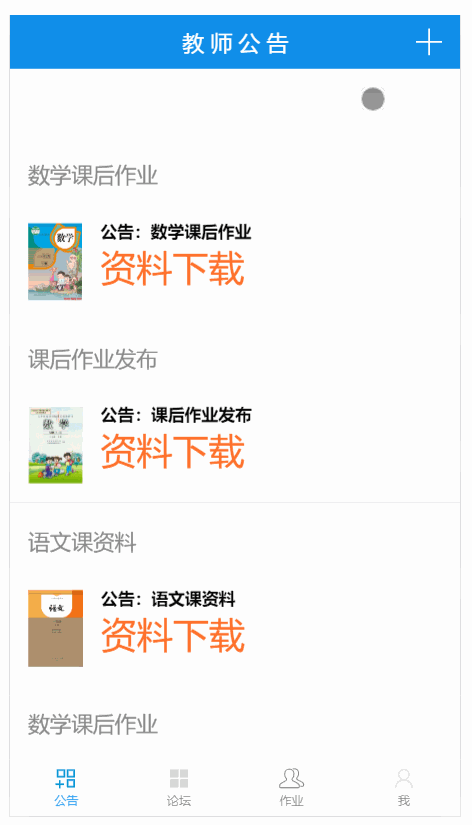 教师公告
数学课后作业
数学
公告：数学课后作业
资料下载
课后作业发布
数学
公告：课后作业发布
资料下载
语文课资料
语文
公告：语文课资料
资料下载
数学课后作业
公告
论坛
作业
我